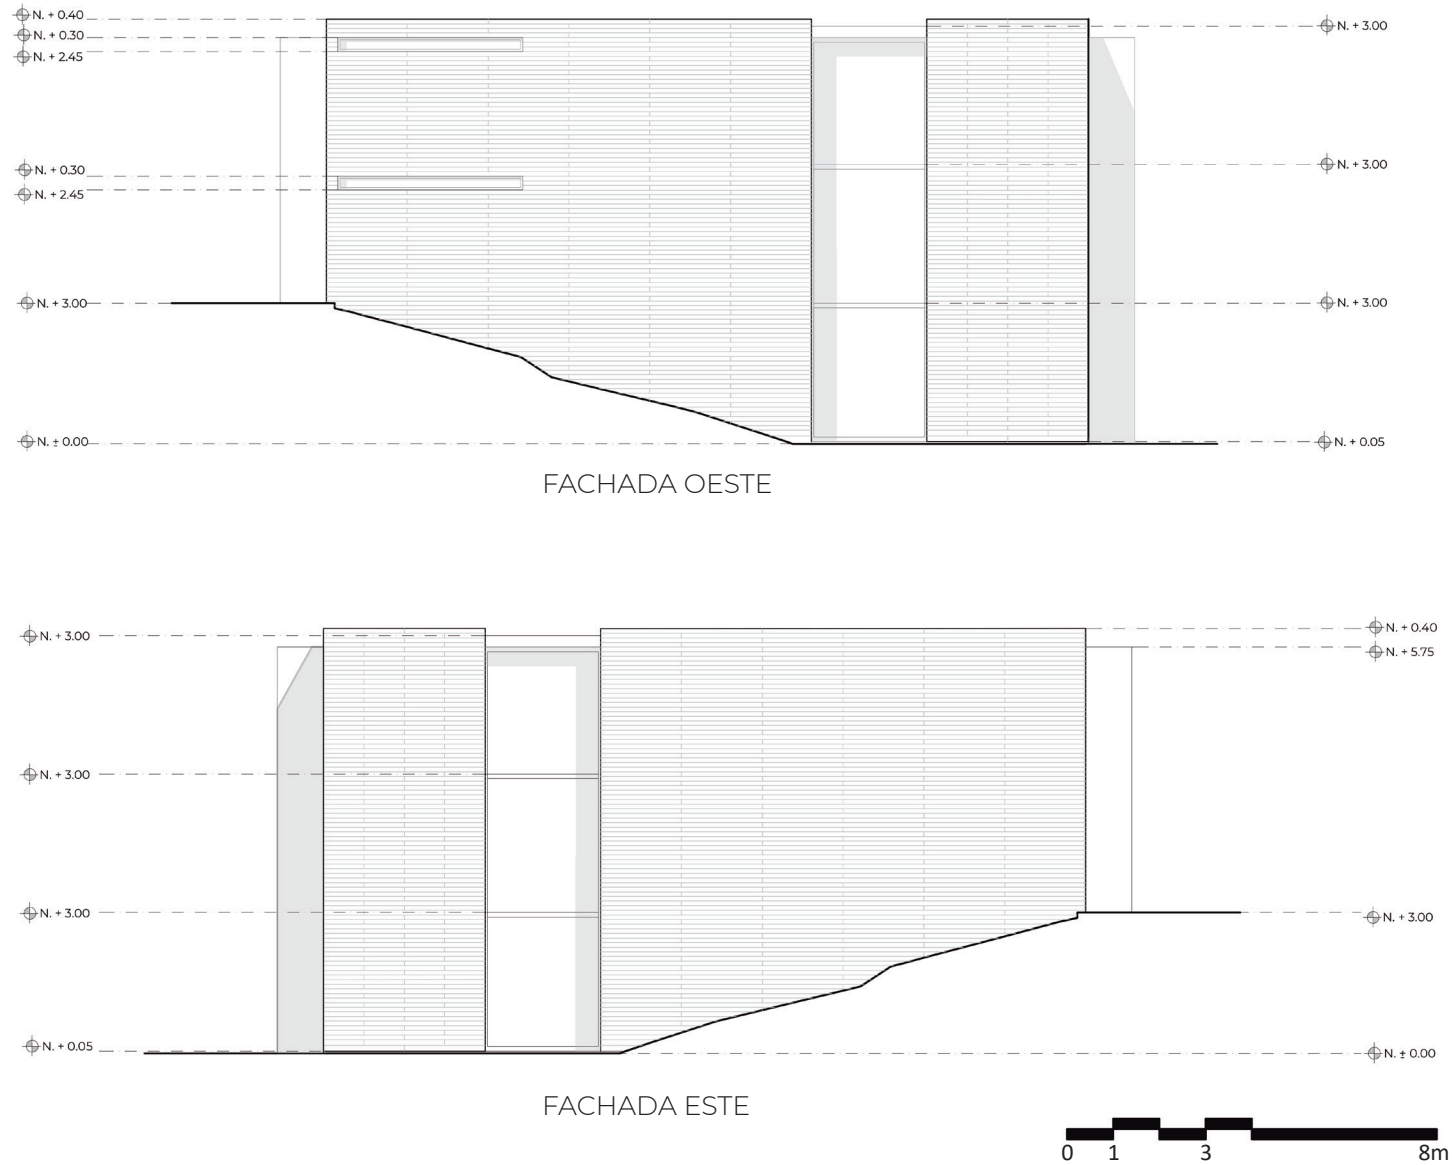 N. + 0.40
N. + 0.30
N. + 3.00
N. + 2.45
N. + 0.30
N. + 3.00
N. + 2.45
N. + 3.00
N. + 3.00
N. ± 0.00
N. + 0.05
FACHADA OESTE
N. + 0.40
N. + 3.00
N. + 5.75
N. + 3.00
N. + 3.00
N. + 3.00
N. + 0.05
N. ± 0.00
FACHADA ESTE
0 1 3 8m